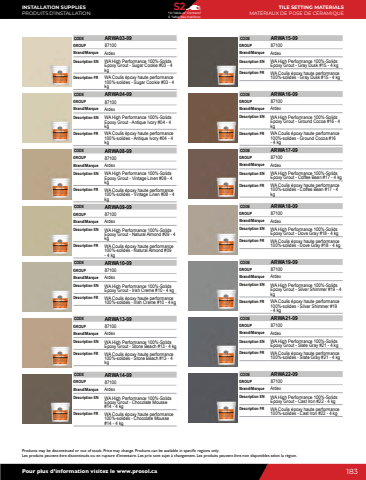 INSTALLATION SUPPLIES
PRODUITS D'INSTALLATION
S2
TILE SETTING MATERIALS
MATÉRIAUX DE POSE DE CÉRAMIQUE
CODE ARWA03-09
GROUP 87100
Brand/Marque Ardex
Description EN WA High Performance 100%-Solids
Epoxy Grout - Sugar Cookie #03 - 4
kg
Description FR WA Coulis époxy haute performance
100%-solides - Sugar Cookie #03 - 4
kg
CODE ARWA04-09
GROUP 87100
Brand/Marque Ardex
Description EN WA High Performance 100%-Solids
Epoxy Grout - Antique Ivory #04 - 4
kg
Description FR WA Coulis époxy haute performance
100%-solides - Antique Ivory #04 - 4
kg
CODE ARWA08-09
GROUP 87100
Brand/Marque Ardex
Description EN WA High Performance 100%-Solids
Epoxy Grout - Vintage Linen #08 - 4
kg
Description FR WA Coulis époxy haute performance
100%-solides - Vintage Linen #08 - 4
kg
CODE ARWA09-09
GROUP 87100
Brand/Marque Ardex
Description EN WA High Performance 100%-Solids
Epoxy Grout - Natural Almond #09 - 4
kg
Description FR WA Coulis époxy haute performance
100%-solides - Natural Almond #09
- 4 kg
CODE ARWA10-09
GROUP 87100
Brand/Marque Ardex
Description EN WA High Performance 100%-Solids
Epoxy Grout - Irish Crème #10 - 4 kg
Description FR WA Coulis époxy haute performance
100%-solides - Irish Crème #10 - 4 kg
CODE ARWA13-09
GROUP 87100
Brand/Marque Ardex
Description EN WA High Performance 100%-Solids
Epoxy Grout - Stone Beach #13 - 4 kg
Description FR WA Coulis époxy haute performance
100%-solides - Stone Beach #13 - 4
kg
CODE ARWA14-09
GROUP 87100
Brand/Marque Ardex
Description EN WA High Performance 100%-Solids
Epoxy Grout - Chocolate Mousse
#14 - 4 kg
Description FR WA Coulis époxy haute performance
100%-solides - Chocolate Mousse
#14 - 4 kg
CODE ARWA15-09
GROUP 87100
Brand/Marque Ardex
Description EN WA High Performance 100%-Solids
Epoxy Grout - Gray Dusk #15 - 4 kg
Description FR WA Coulis époxy haute performance
100%-solides - Gray Dusk #15 - 4 kg
CODE ARWA16-09
GROUP 87100
Brand/Marque Ardex
Description EN WA High Performance 100%-Solids
Epoxy Grout - Ground Cocoa #16 - 4
kg
Description FR WA Coulis époxy haute performance
100%-solides - Ground Cocoa #16
- 4 kg
CODE ARWA17-09
GROUP 87100
Brand/Marque Ardex
Description EN WA High Performance 100%-Solids
Epoxy Grout - Coffee Bean #17 - 4 kg
Description FR WA Coulis époxy haute performance
100%-solides - Coffee Bean #17 - 4
kg
CODE ARWA18-09
GROUP 87100
Brand/Marque Ardex
Description EN WA High Performance 100%-Solids
Epoxy Grout - Dove Gray #18 - 4 kg
Description FR WA Coulis époxy haute performance
100%-solides - Dove Gray #18 - 4 kg
CODE ARWA19-09
GROUP 87100
Brand/Marque Ardex
Description EN WA High Performance 100%-Solids
Epoxy Grout - Silver Shimmer #19 - 4
kg
Description FR WA Coulis époxy haute performance
100%-solides - Silver Shimmer #19
- 4 kg
CODE ARWA21-09
GROUP 87100
Brand/Marque Ardex
Description EN WA High Performance 100%-Solids
Epoxy Grout - Slate Gray #21 - 4 kg
Description FR WA Coulis époxy haute performance
100%-solides - Slate Gray #21 - 4 kg
CODE ARWA22-09
GROUP 87100
Brand/Marque Ardex
Description EN WA High Performance 100%-Solids
Epoxy Grout - Cast Iron #22 - 4 kg
Description FR WA Coulis époxy haute performance
100%-solides - Cast Iron #22 - 4 kg
Products may be discontinued or out of stock. Price may change. Products can be available in specific regions only.
Les produits peuvent être discontinués ou en rupture d'inventaire. Les prix sont sujet à changement. Les produits peuvent être non disponibles selon la région.
Pour plus d'information visitez le www.prosol.ca
183